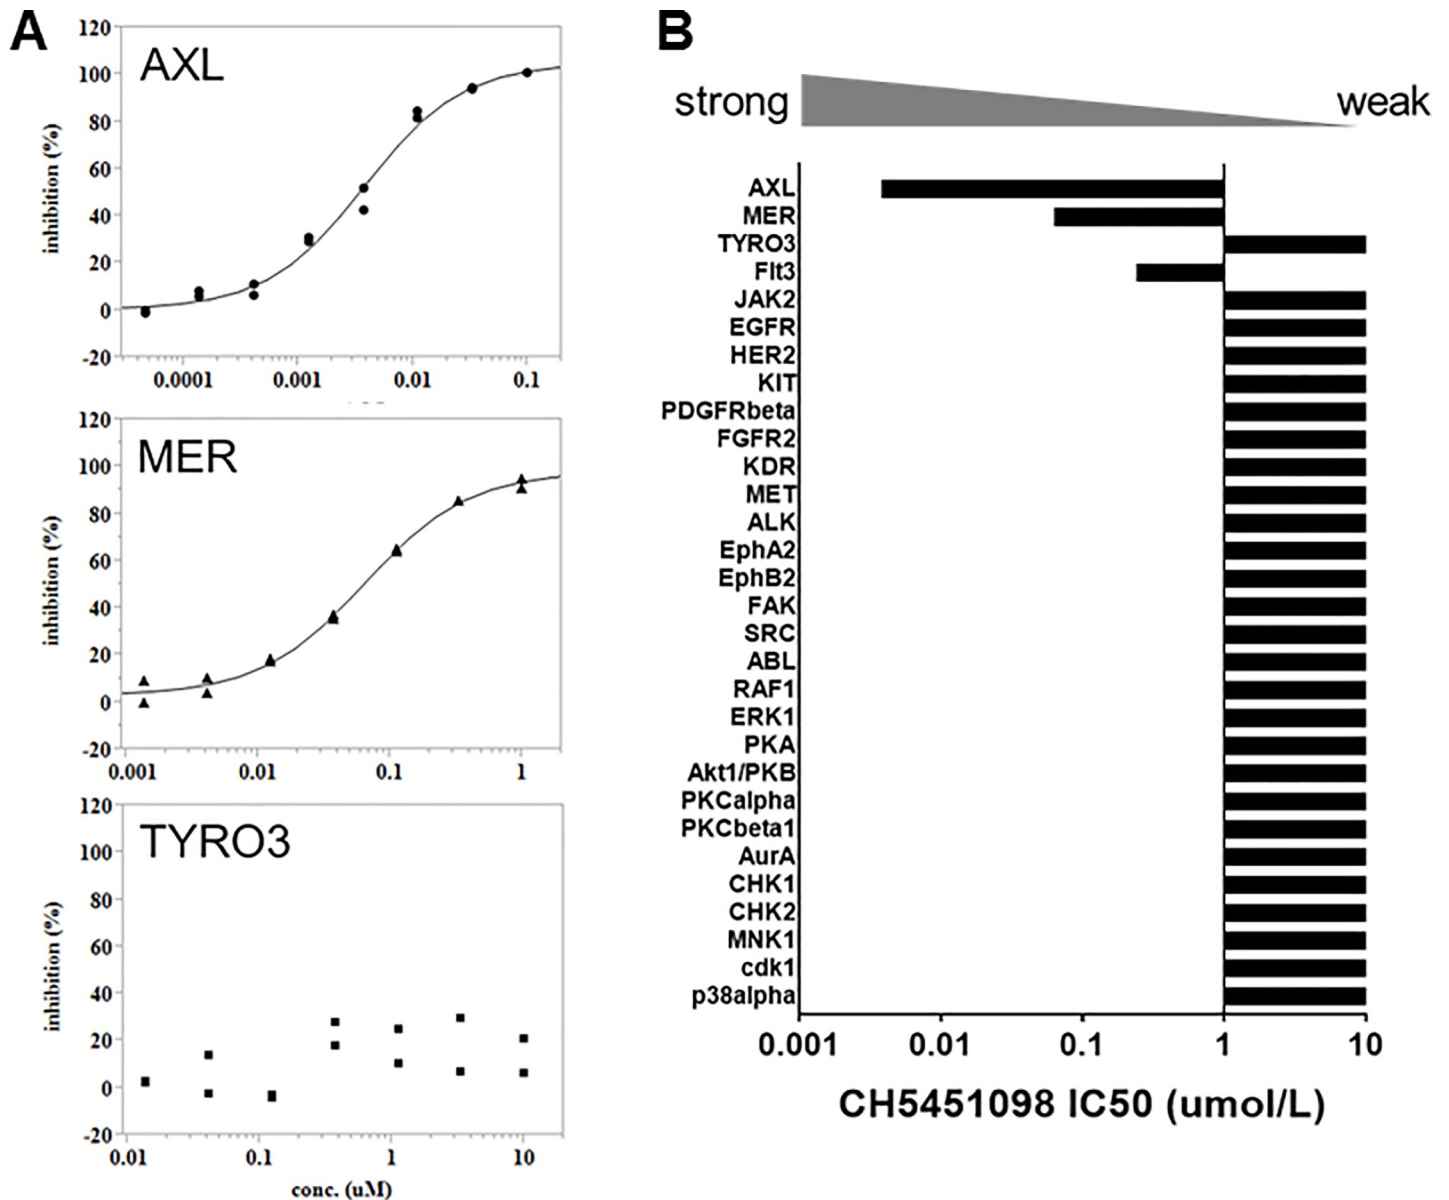 A
AXL
inhibition (%)
120
100
80
60
40
20
0
-20
0.0001 0.001 0.01 0.1
MER
inhibition (%)
120
100
80
60
40
20
0
-20
0.001 0.01 0.1 1
TYRO3
inhibition (%)
120
100
80
60
40
20
0
-20
0.01 0.1 1 10
conc. (uM)
B
strong weak
AXL
MER
TYRO3
Flt3
JAK2
EGFR
HER2
KIT
PDGFRbeta
FGFR2
KDR
MET
ALK
EphA2
EphB2
FAK
SRC
ABL
RAF1
ERK1
PKA
Akt1/PKB
PKCalpha
PKCbeta1
AurA
CHK1
CHK2
MNK1
cdk1
p38alpha
0.001 0.01 0.1 1 10
CH5451098 IC50 (umol/L)